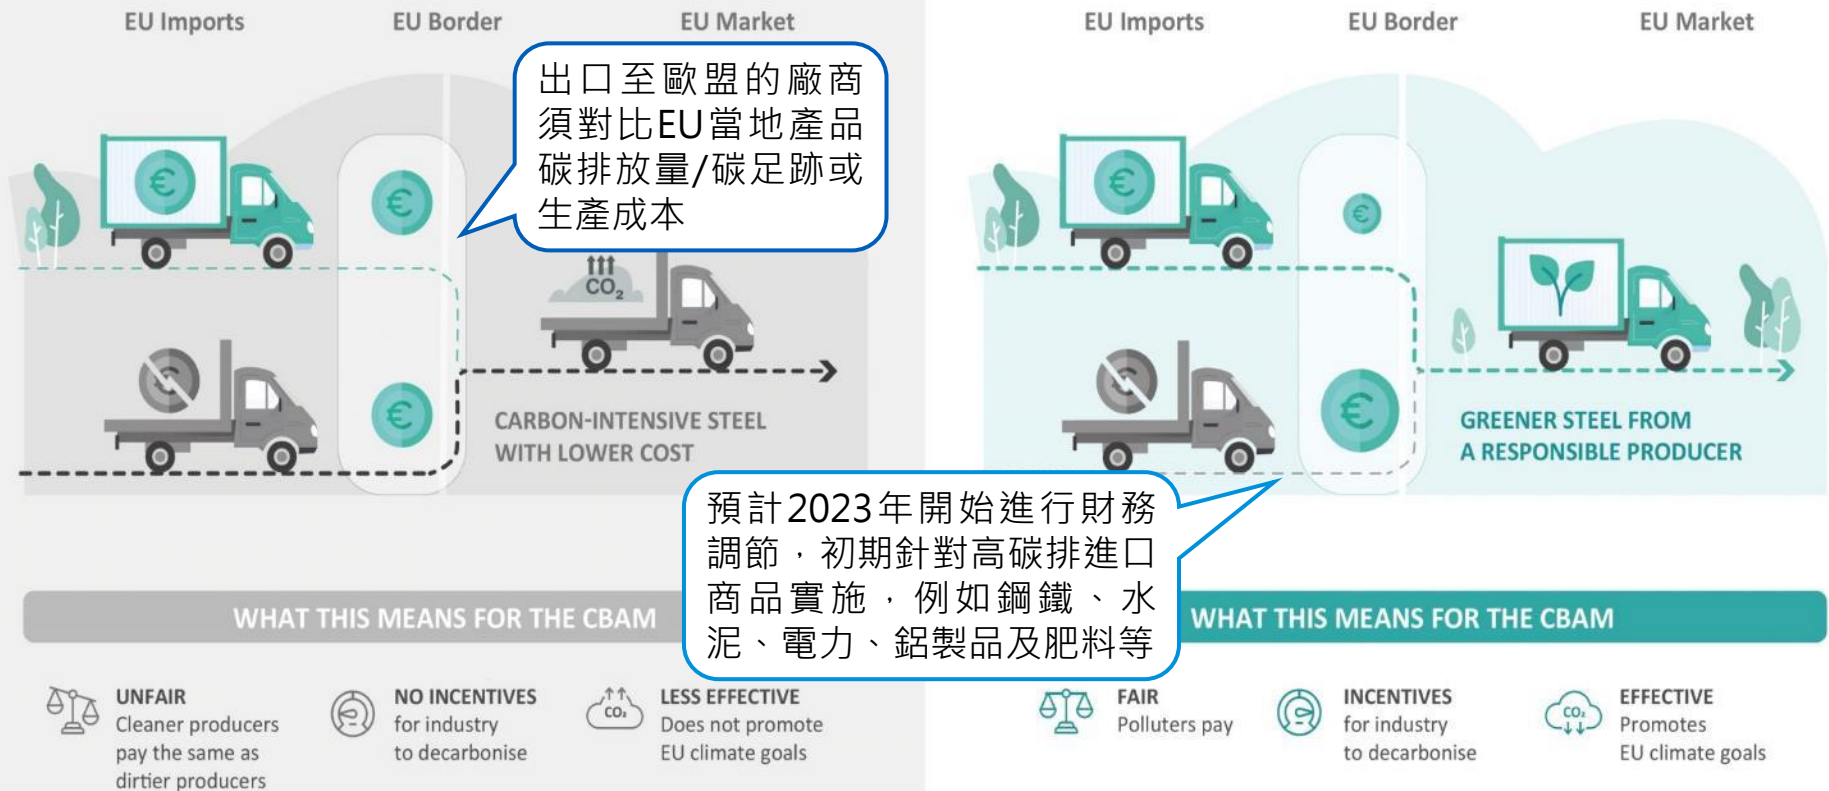 EU Imports
EU Border
EU Market
出口至歐盟的廠商
須對比EU當地產品
碳排放量/碳足跡或
生產成本
CO₂
CARBON-INTENSIVE STEEL
WITH LOWER COST
WHAT THIS MEANS FOR THE CBAM
UNFAIR
Cleaner producers
pay the same as
dirtier producers
NO INCENTIVES
for industry
to decarbonise
CO₂
LESS EFFECTIVE
Does not promote
EU climate goals
EU Imports
EU Border
EU Market
GREENER STEEL FROM
A RESPONSIBLE PRODUCER
預計2023年開始進行財務
調節，初期針對高碳排進口
商品實施，例如鋼鐵、水
泥、電力、鋁製品及肥料等
WHAT THIS MEANS FOR THE CBAM
FAIR
Polluters pay
INCENTIVES
for industry
to decarbonise
CO₂
EFFECTIVE
Promotes
EU climate goals